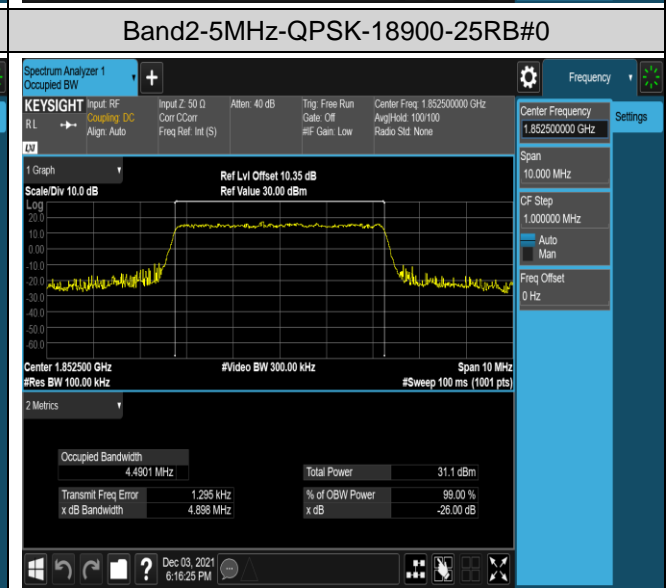 Band2-5MHz-QPSK-18900-25RB#0
Spectrum Analyzer 1
Occupied BW
Frequency
KEYSIGHT
RL
LXI
Input: RF
Coupling: DC
Align: Auto
Input Z: 50 Ω
Corr CCorr
Freq Ref: Int (S)
Atten: 40 dB
Trig: Free Run
Gate: Off
#IF Gain: Low
Center Freq: 1.852500000 GHz
Avg|Hold: 100/100
Radio Std: None
Center Frequency
1.852500000 GHz
Settings
Span
10.000 MHz
CF Step
1.000000 MHz
Auto
Man
Freq Offset
0 Hz
1 Graph
Scale/Div 10.0 dB
Ref Lvl Offset 10.35 dB
Ref Value 30.00 dBm
Log
20.0
10.0
0.00
-10.0
-20.0
-30.0
-40.0
-50.0
-60.0
Center 1.852500 GHz
#Video BW 300.00 kHz
Span 10 MHz
#Res BW 100.00 kHz
#Sweep 100 ms (1001 pts)
2 Metrics
Occupied Bandwidth
4.4901 MHz
Total Power 31.1 dBm
Transmit Freq Error 1.295 kHz
% of OBW Power 99.00 %
x dB Bandwidth 4.898 MHz
x dB -26.00 dB
?
Dec 03, 2021
6:16:25 PM